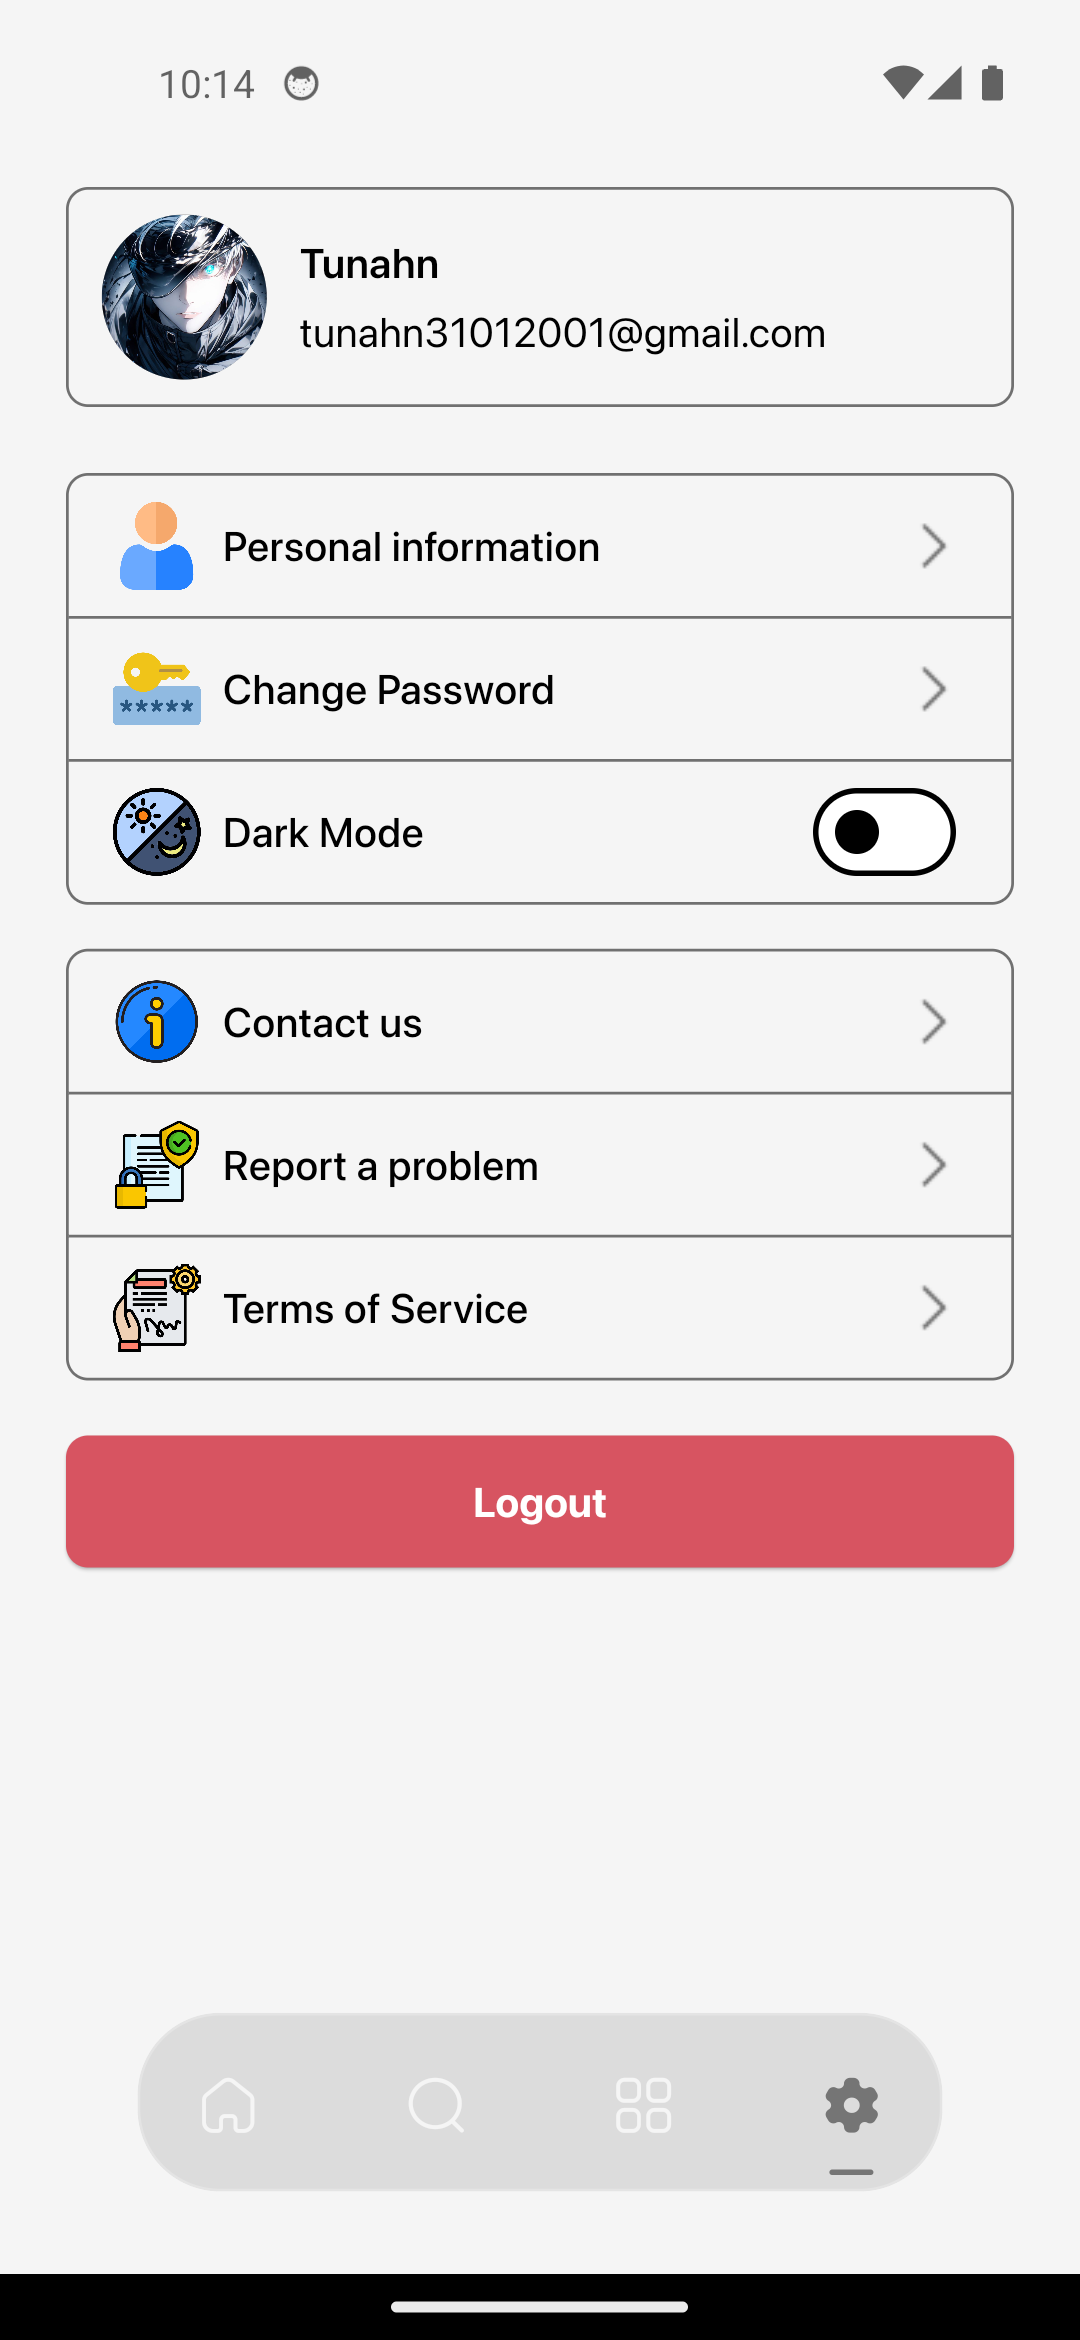 10:14
Tunahn
tunahn31012001@gmail.com
Personal information
*****
Change Password
Dark Mode
Contact us
Report a problem
Terms of Service
Logout